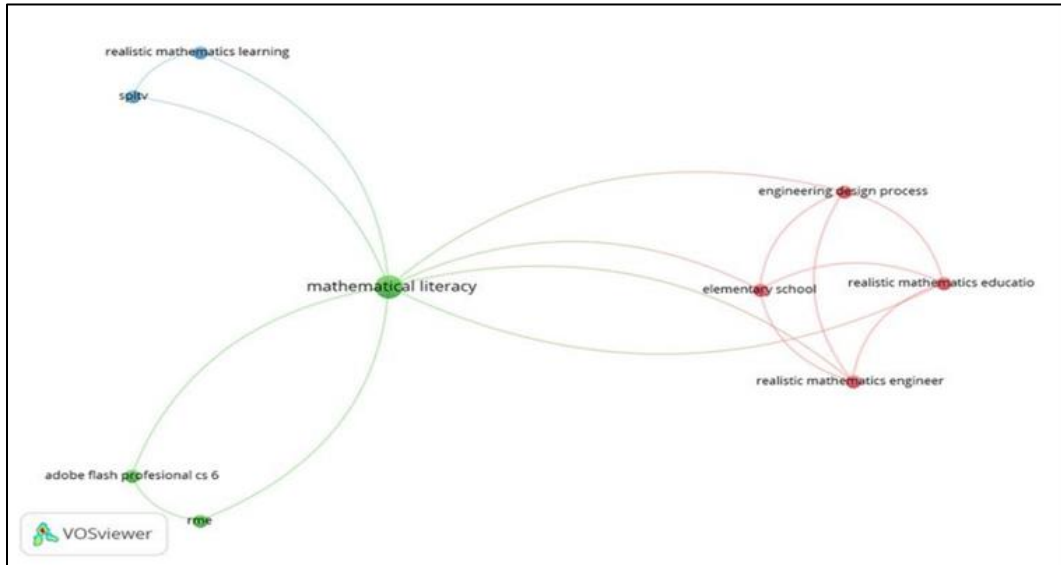 realistic mathematics learning
spltv
engineering design process
mathematical literacy
elementary school
realistic mathematics educatio
realistic mathematics engineer
adobe flash profesional cs 6
rme
VOSviewer